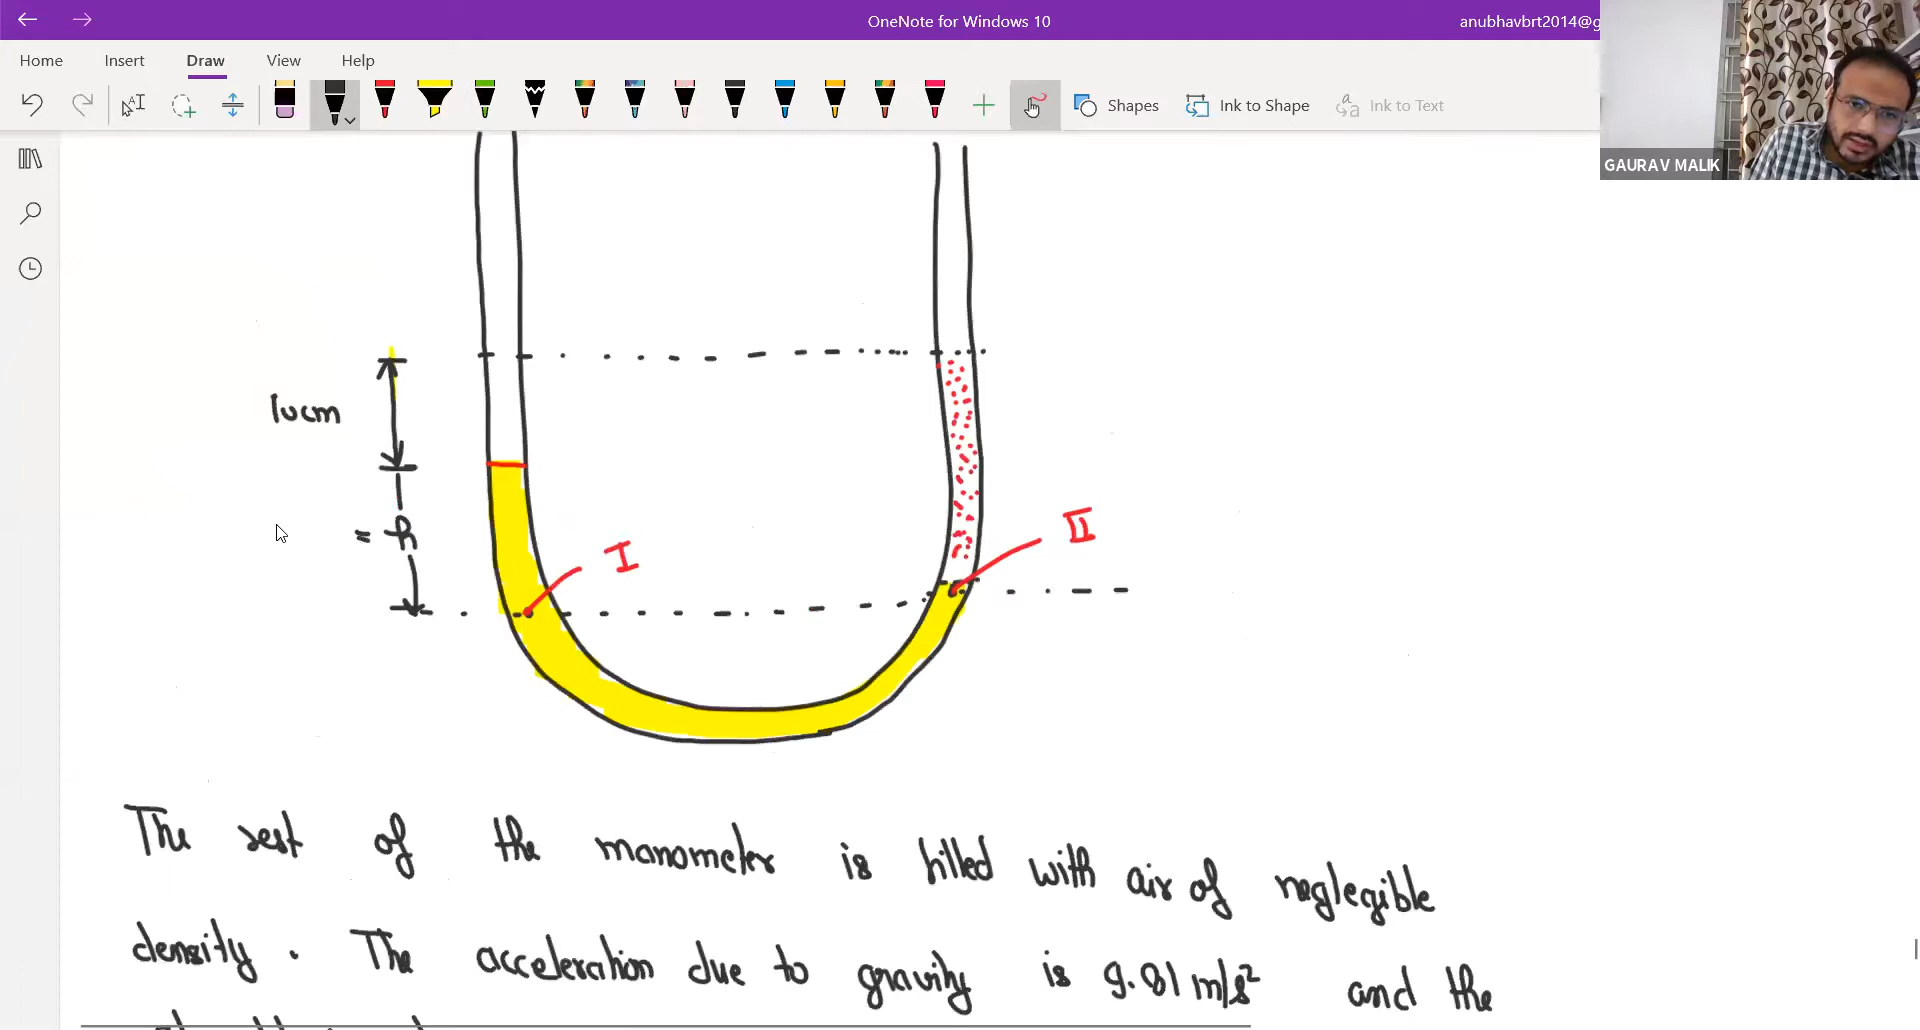 OneNote for Windows 10
anubhavbrt2014@g
Home Insert Draw View Help
Shapes Ink to Shape Ink to Text
GAURAV MALIK
10cm
= h
I
II
The rest of the manometer is filled with air of neglegible
density. The acceleration due to gravity is 9.81 m/s² and the